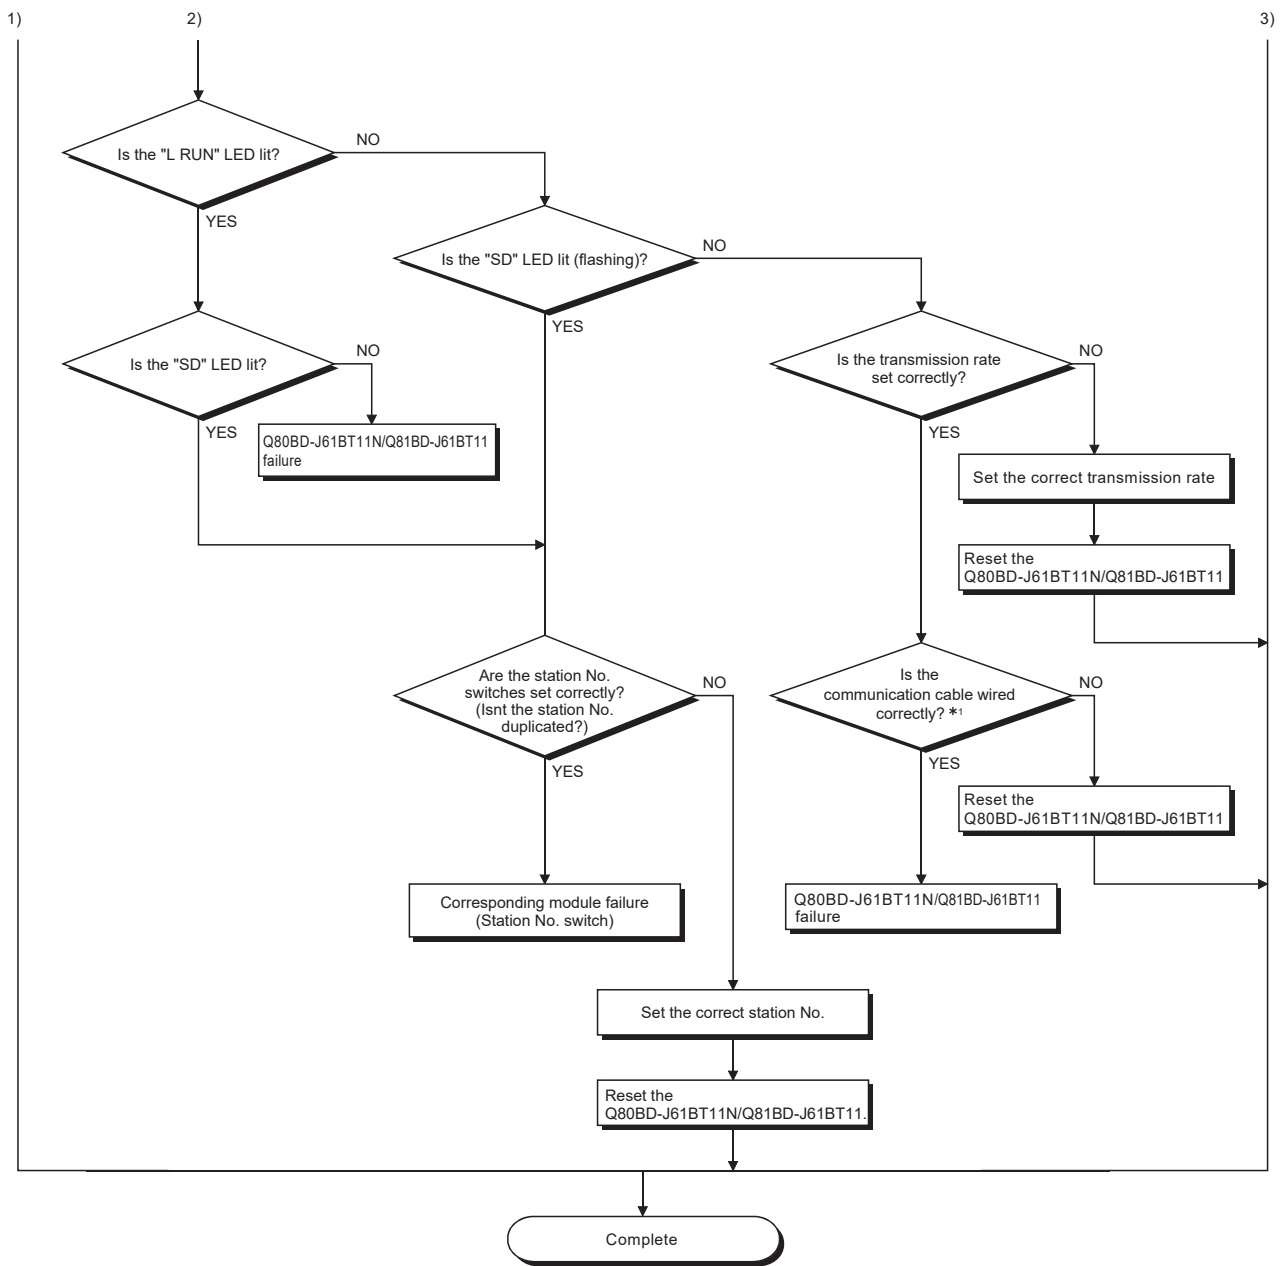 1)
2)
3)
Is the "L RUN" LED lit?
NO
YES
Is the "SD" LED lit (flashing)?
NO
YES
Is the "SD" LED lit?
NO
YES
Q80BD-J61BT11N/Q81BD-J61BT11
failure
Is the transmission rate
set correctly?
NO
YES
Set the correct transmission rate
Reset the
Q80BD-J61BT11N/Q81BD-J61BT11
Are the station No.
switches set correctly?
(Isnt the station No.
duplicated?)
NO
YES
Is the
communication cable wired
correctly? *1
NO
YES
Reset the
Q80BD-J61BT11N/Q81BD-J61BT11
Corresponding module failure
(Station No. switch)
Q80BD-J61BT11N/Q81BD-J61BT11
failure
Set the correct station No.
Reset the
Q80BD-J61BT11N/Q81BD-J61BT11.
Complete